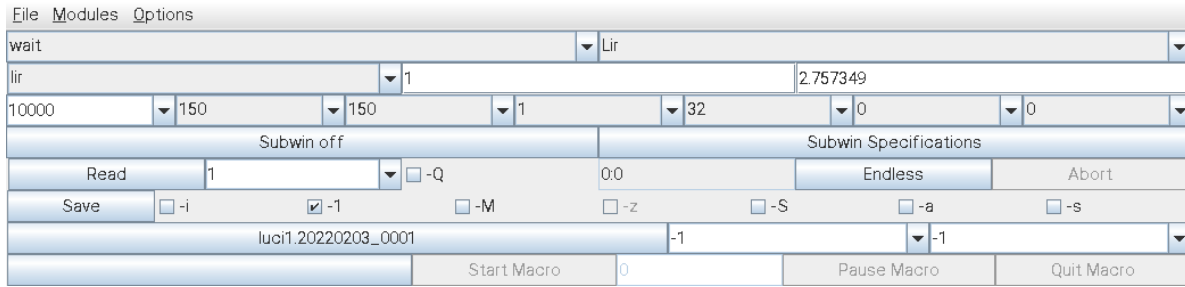 File Modules Options
wait Lir
lir 1 2.757349
10000 150 150 1 32 0 0
Subwin off Subwin Specifications
Read 1 -Q 0:0 Endless Abort
Save -i -1 -M -z -S -a -s
luci1.20220203_0001 -1 -1
Start Macro 0 Pause Macro Quit Macro